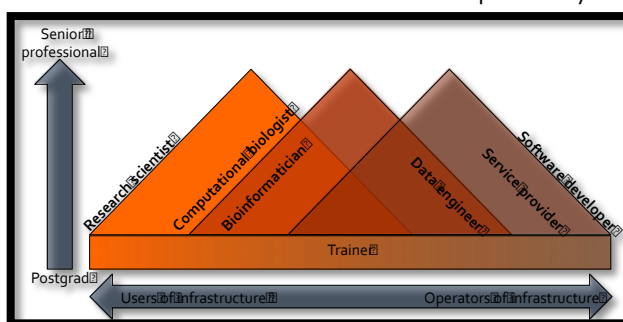 Senior
professional
Research scientist
Computational biologist
Bioinformatician
Data engineer
Service provider
Software developer
Trainer
Postgrad
Users of infrastructure
Operators of infrastructure